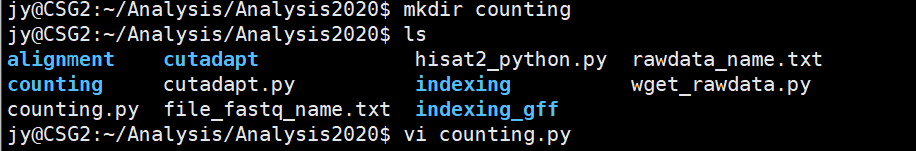 jy@CSG2:~/Analysis/Analysis2020$ mkdir counting
jy@CSG2:~/Analysis/Analysis2020$ ls
alignment cutadapt hisat2_python.py rawdata_name.txt
counting cutadapt.py indexing wget_rawdata.py
counting.py file_fastq_name.txt indexing_gff
jy@CSG2:~/Analysis/Analysis2020$ vi counting.py